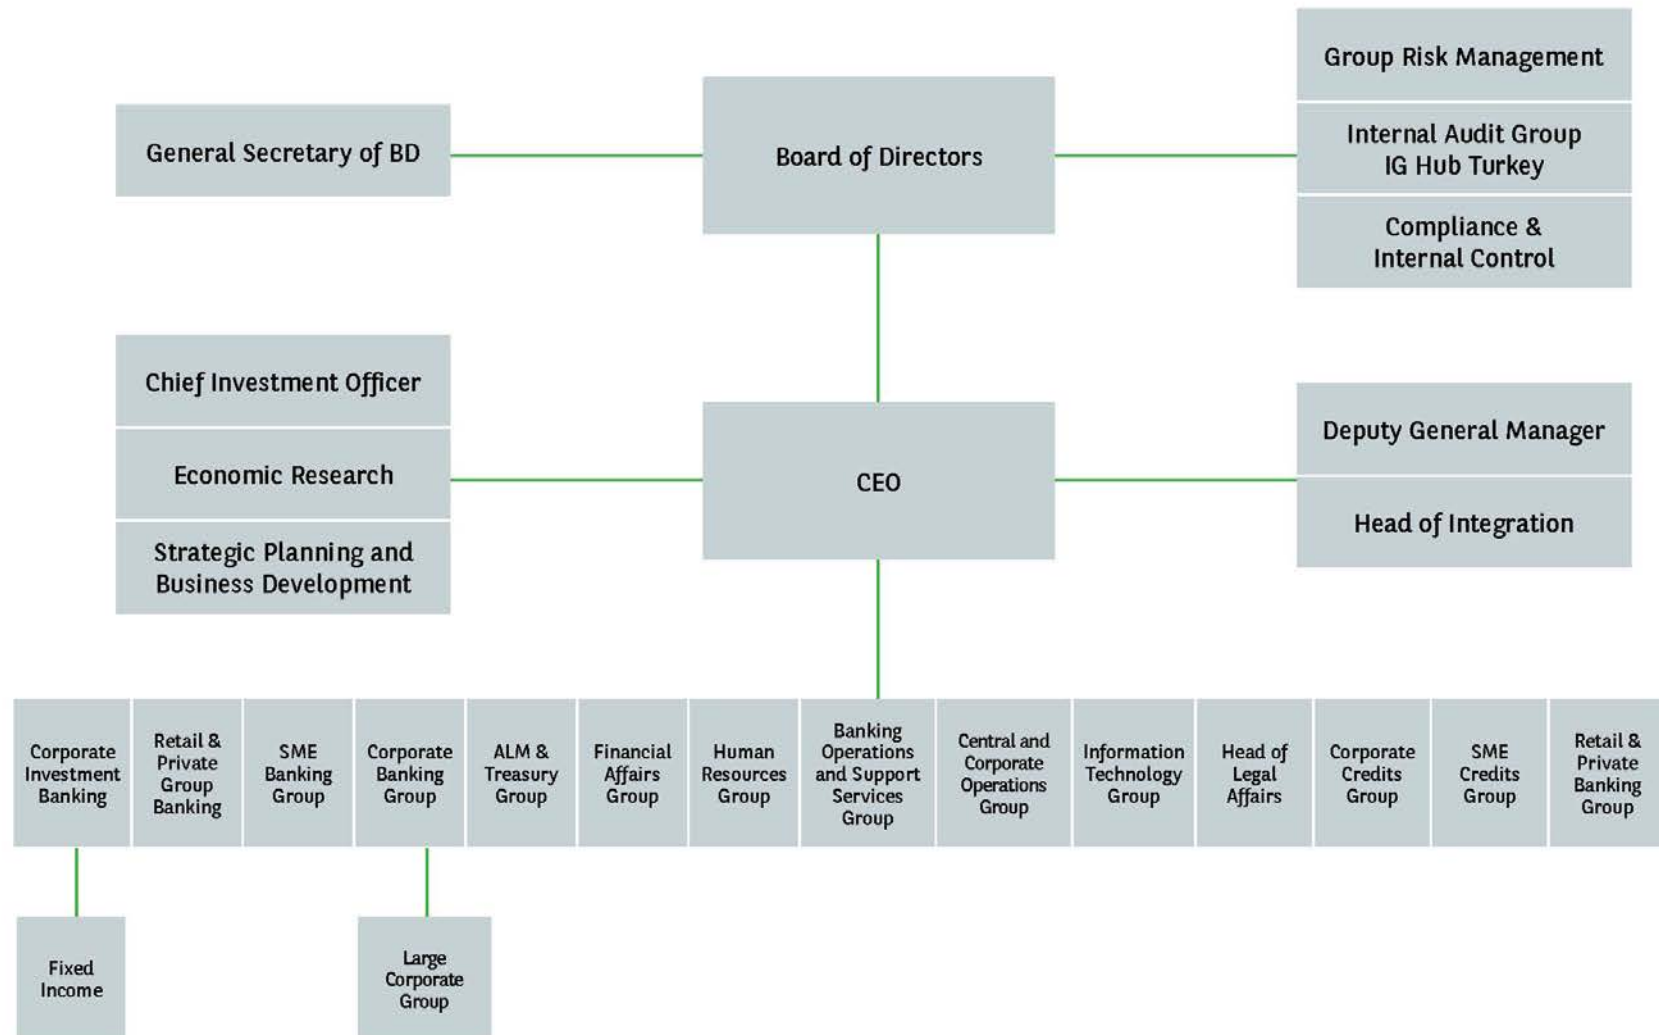 General Secretary of BD
Board of Directors
Group Risk Management
Internal Audit Group
IG Hub Turkey
Compliance &
Internal Control
Chief Investment Officer
Economic Research
Strategic Planning and
Business Development
CEO
Deputy General Manager
Head of Integration
Corporate
Investment
Banking
Retail &
Private
Group
Banking
SME
Banking
Group
Corporate
Banking
Group
ALM &
Treasury
Group
Financial
Affairs
Group
Human
Resources
Group
Banking
Operations
and Support
Services
Group
Central and
Corporate
Operations
Group
Information
Technology
Group
Head of
Legal
Affairs
Corporate
Credits
Group
SME
Credits
Group
Retail &
Private
Banking
Group
Fixed
Income
Large
Corporate
Group